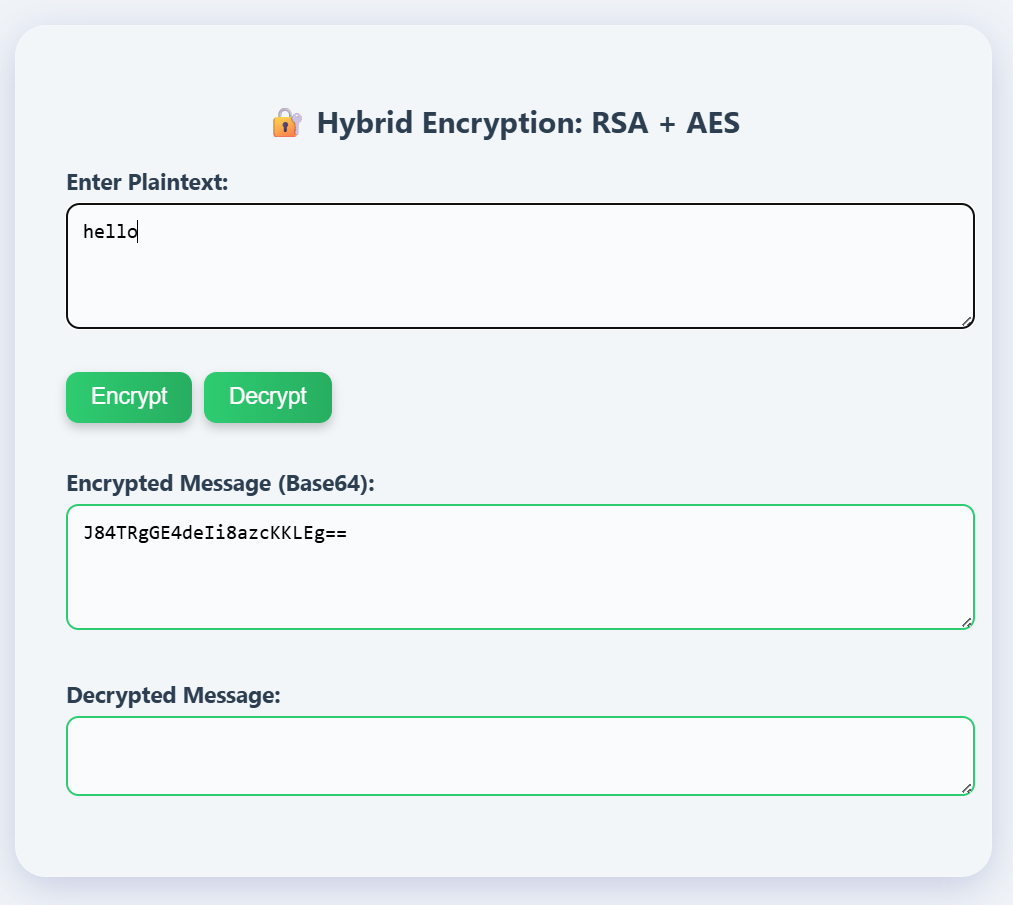 🔐 Hybrid Encryption: RSA + AES
Enter Plaintext:
hello
Encrypt Decrypt
Encrypted Message (Base64):
J84TRgGE4deIi8azcKKLEg==
Decrypted Message: